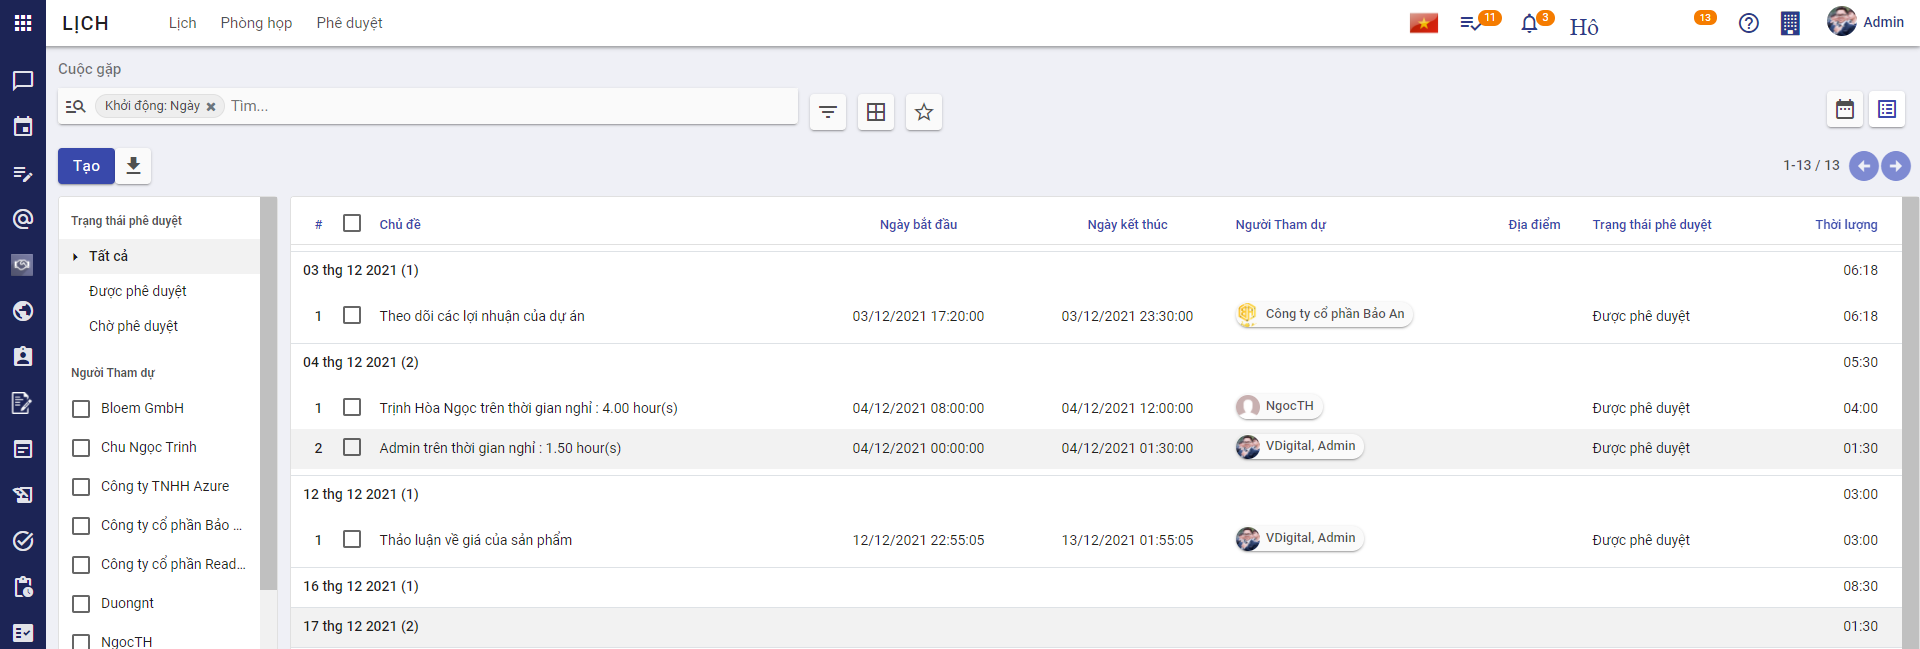 LỊCH Lịch Phòng họp Phê duyệt 11 3 Hô 13 Admin
Cuộc gặp
Khởi động: Ngày Tìm...
Tạo 1-13 / 13
Trạng thái phê duyệt
Tất cả
Được phê duyệt
Chờ phê duyệt
Người Tham dự
Bloem GmbH
Chu Ngọc Trinh
Công ty TNHH Azure
Công ty cổ phần Bảo ...
Công ty cổ phần Read...
Duongnt
NgocTH
# Chủ đề Ngày bắt đầu Ngày kết thúc Người Tham dự Địa điểm Trạng thái phê duyệt Thời lượng
03 thg 12 2021 (1) 06:18
1 Theo dõi các lợi nhuận của dự án 03/12/2021 17:20:00 03/12/2021 23:30:00 Công ty cổ phần Bảo An Được phê duyệt 06:18
04 thg 12 2021 (2) 05:30
1 Trịnh Hòa Ngọc trên thời gian nghỉ : 4.00 hour(s) 04/12/2021 08:00:00 04/12/2021 12:00:00 NgocTH Được phê duyệt 04:00
2 Admin trên thời gian nghỉ : 1.50 hour(s) 04/12/2021 00:00:00 04/12/2021 01:30:00 VDigital, Admin Được phê duyệt 01:30
12 thg 12 2021 (1) 03:00
1 Thảo luận về giá của sản phẩm 12/12/2021 22:55:05 13/12/2021 01:55:05 VDigital, Admin Được phê duyệt 03:00
16 thg 12 2021 (1) 08:30
17 thg 12 2021 (2) 01:30